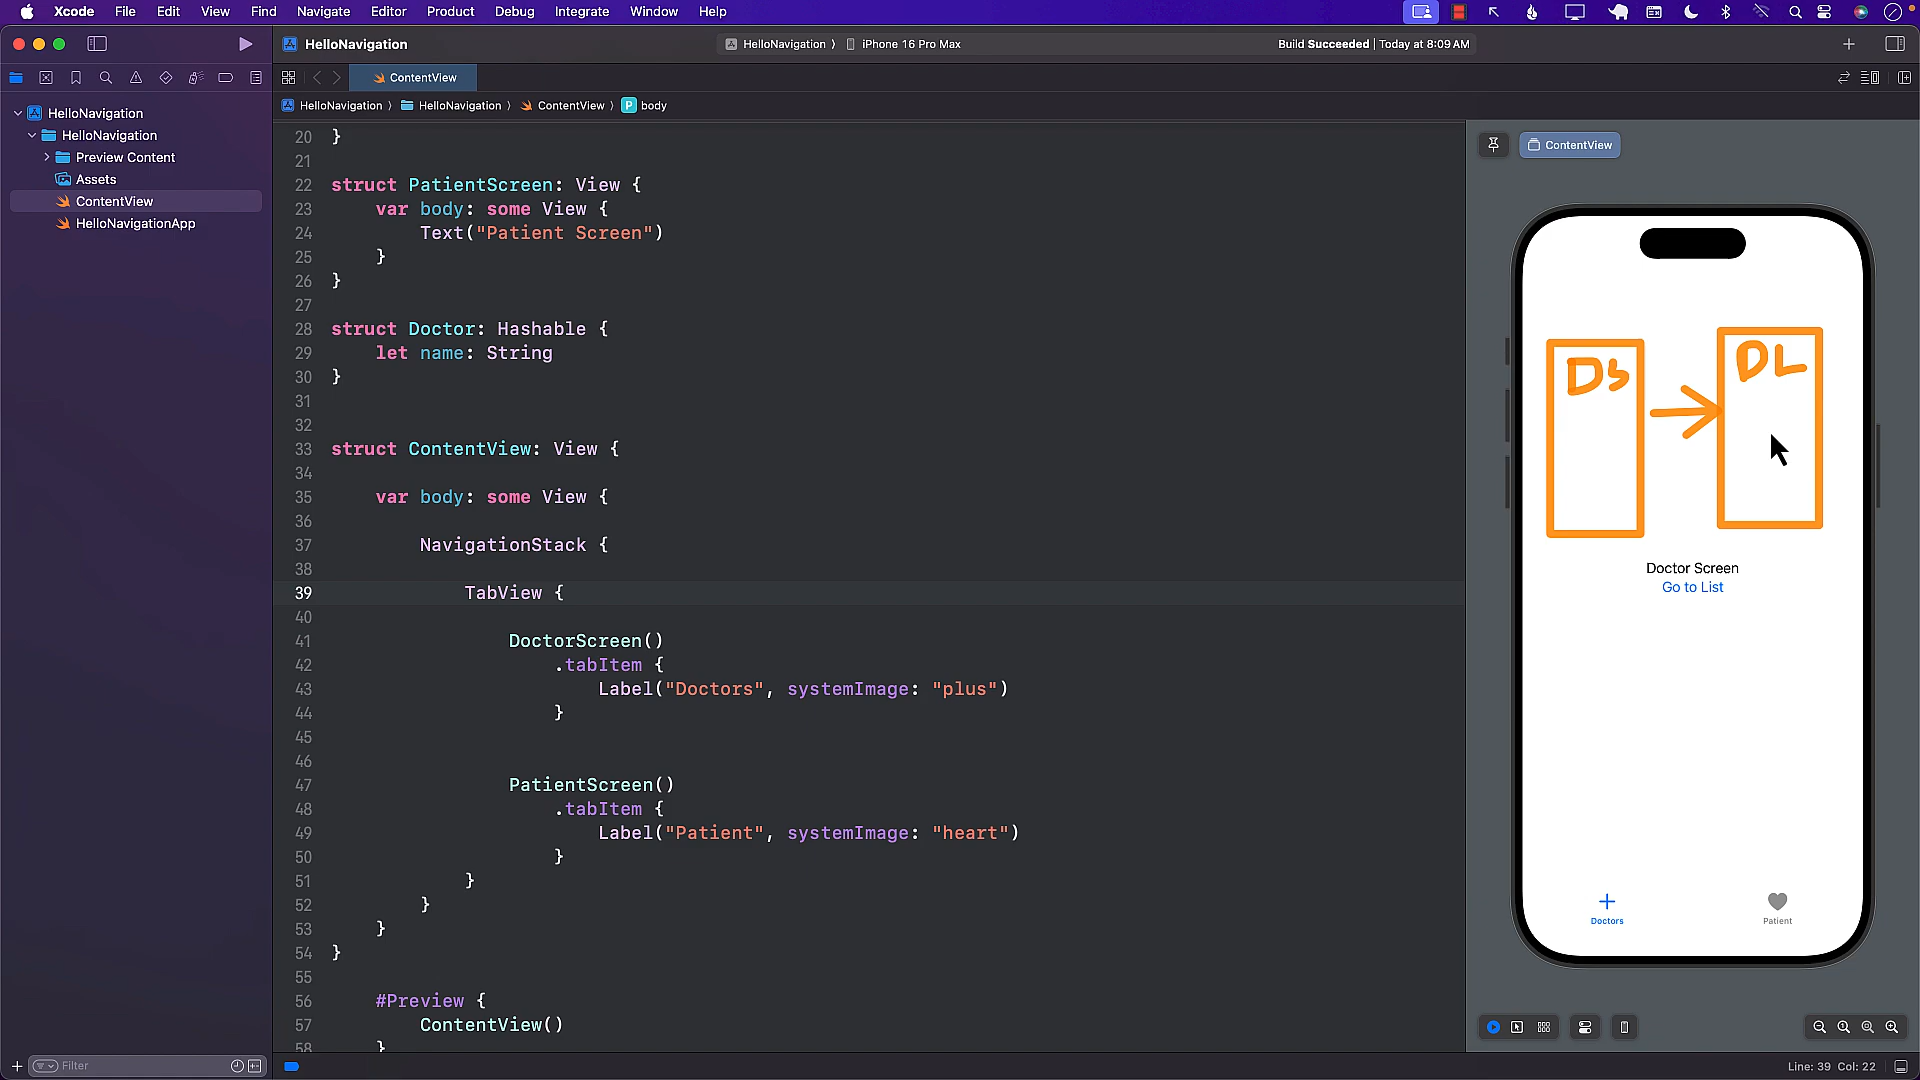 Xcode File Edit View Find Navigate Editor Product Debug Integrate Window Help
HelloNavigation
HelloNavigation ⟩ iPhone 16 Pro Max
Build Succeeded | Today at 8:09 AM
ContentView
HelloNavigation ⟩ HelloNavigation ⟩ ContentView ⟩ P body
HelloNavigation
HelloNavigation
Preview Content
Assets
ContentView
HelloNavigationApp
Filter
20 }
21
22 struct PatientScreen: View {
23 var body: some View {
24 Text("Patient Screen")
25 }
26 }
27
28 struct Doctor: Hashable {
29 let name: String
30 }
31
32
33 struct ContentView: View {
34
35 var body: some View {
36
37 NavigationStack {
38
39 TabView {
40
41 DoctorScreen()
42 .tabItem {
43 Label("Doctors", systemImage: "plus")
44 }
45
46
47 PatientScreen()
48 .tabItem {
49 Label("Patient", systemImage: "heart")
50 }
51 }
52 }
53 }
54 }
55
56 #Preview {
57 ContentView()
58 }
ContentView
DS
DL
Doctor Screen
Go to List
Doctors
Patient
Line: 39 Col: 22